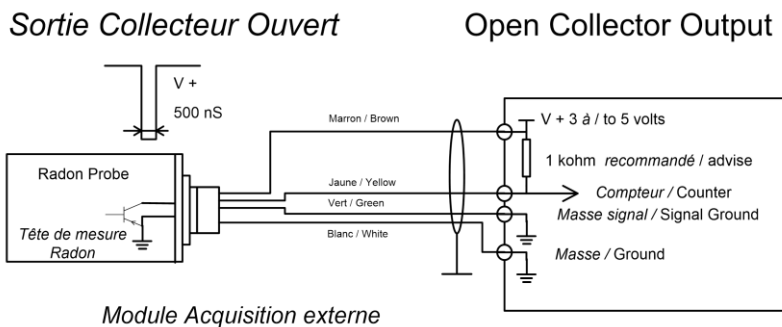 Sortie Collecteur Ouvert
Open Collector Output
V +
500 nS
Marron / Brown
V + 3 à / to 5 volts
1 kohm recommandé / advise
Radon Probe
Jaune / Yellow
Compteur / Counter
Vert / Green
Masse signal / Signal Ground
Tête de mesure
Radon
Blanc / White
Masse / Ground
Module Acquisition externe